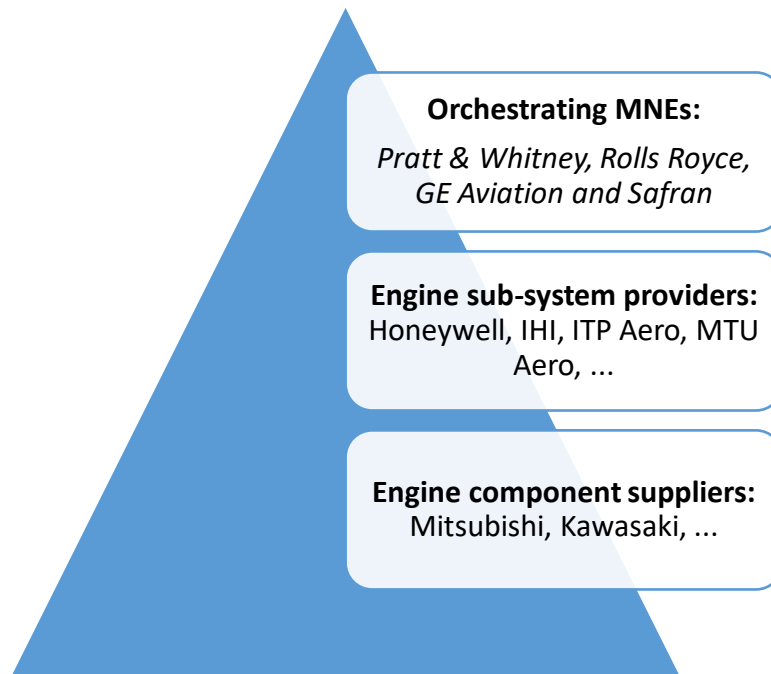 Orchestrating MNEs:
Pratt & Whitney, Rolls Royce,
GE Aviation and Safran
Engine sub-system providers:
Honeywell, IHI, ITP Aero, MTU
Aero, ...
Engine component suppliers:
Mitsubishi, Kawasaki, ...